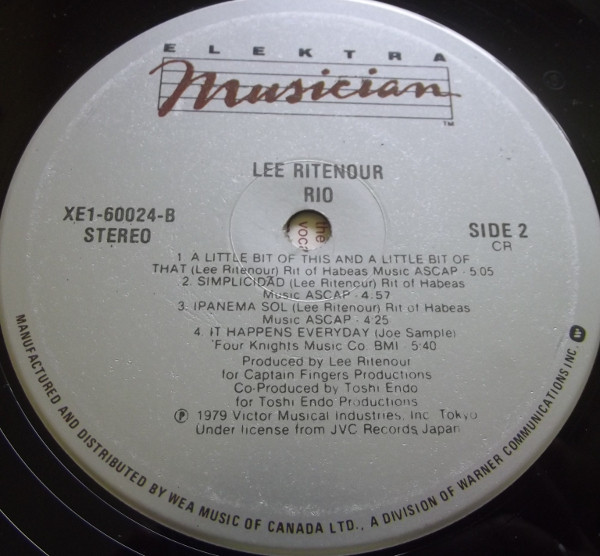 ELEKTRA
Musician
TM
LEE RITENOUR
RIO
XE1-60024-B
STEREO
SIDE 2
CR
the
voca
1. A LITTLE BIT OF THIS AND A LITTLE BIT OF
THAT (Lee Ritenour) Rit of Habeas Music ASCAP · 5:05
2. SIMPLICIDAD (Lee Ritenour) Rit of Habeas
Music ASCAP · 4:57
3. IPANEMA SOL (Lee Ritenour) Rit of Habeas
Music ASCAP · 4:25
4. IT HAPPENS EVERYDAY (Joe Sample)
Four Knights Music Co. BMI · 5:40
Produced by Lee Ritenour
for Captain Fingers Productions
Co-Produced by Toshi Endo
for Toshi Endo Productions
℗ 1979 Victor Musical Industries, Inc. Tokyo
Under license from JVC Records, Japan
MANUFACTURED AND DISTRIBUTED BY WEA MUSIC OF CANADA LTD., A DIVISION OF WARNER COMMUNICATIONS INC.